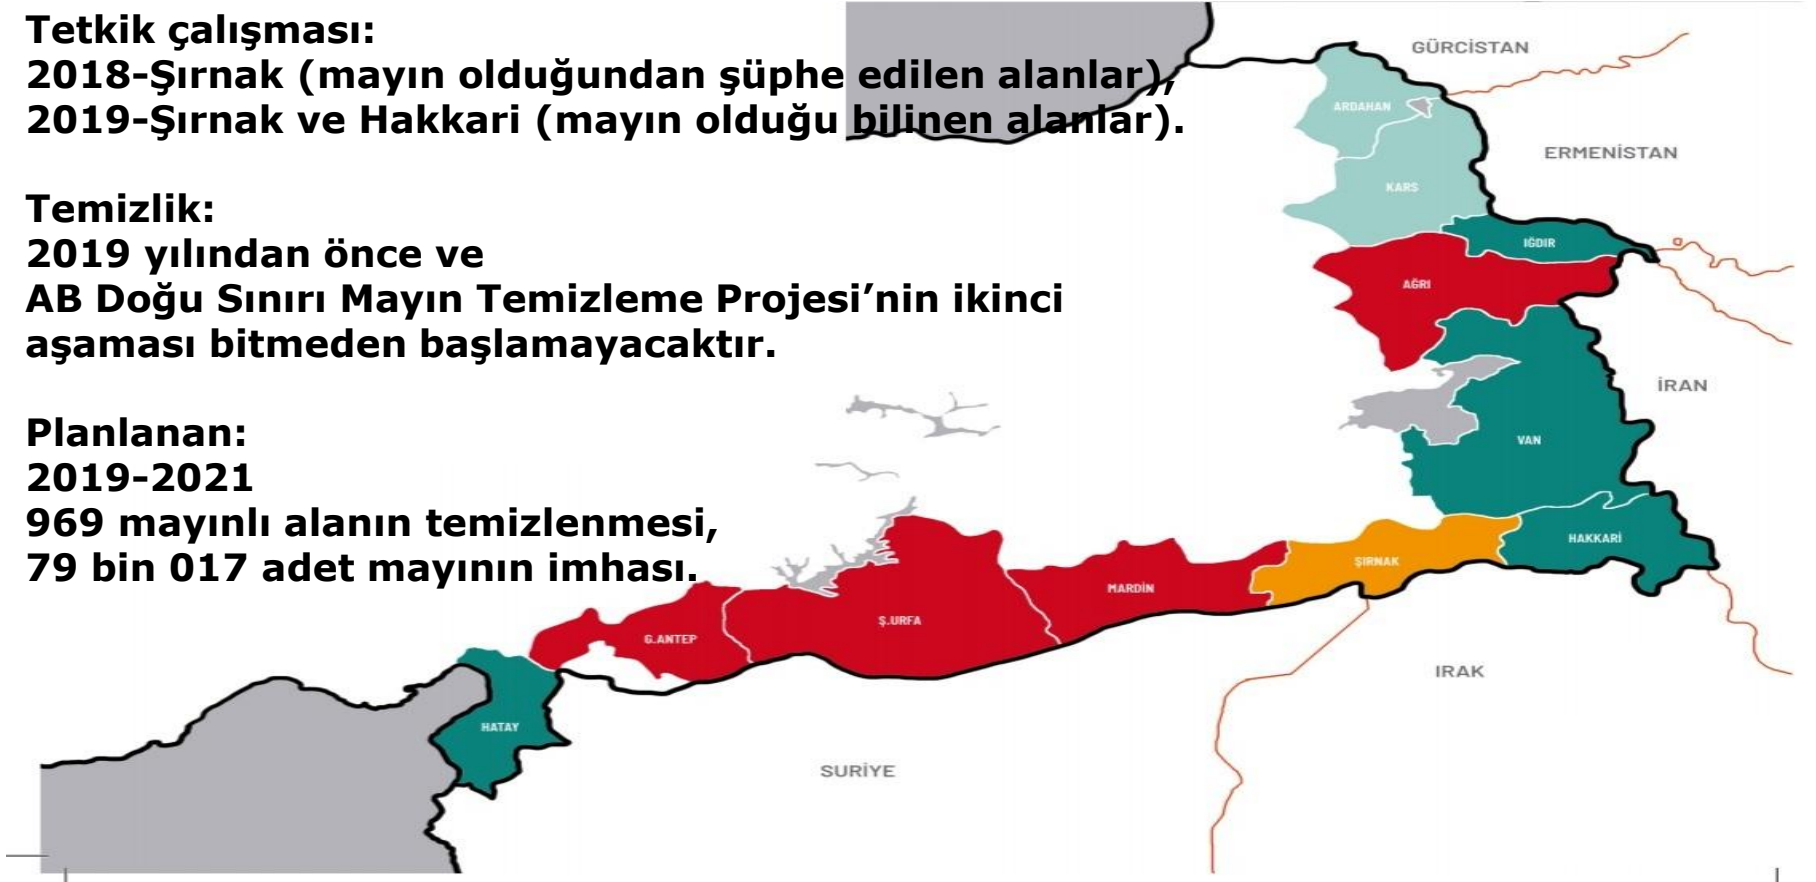 Tetkik çalışması:
2018-Şırnak (mayın olduğundan şüphe edilen alanlar),
2019-Şırnak ve Hakkari (mayın olduğu bilinen alanlar).
Temizlik:
2019 yılından önce ve
AB Doğu Sınırı Mayın Temizleme Projesi’nin ikinci
aşaması bitmeden başlamayacaktır.
Planlanan:
2019-2021
969 mayınlı alanın temizlenmesi,
79 bin 017 adet mayının imhası.
GÜRCİSTAN
ARDAHAN
ERMENİSTAN
KARS
IĞDIR
AĞRI
İRAN
VAN
HAKKARİ
ŞIRNAK
MARDİN
Ş.URFA
G.ANTEP
IRAK
HATAY
SURİYE